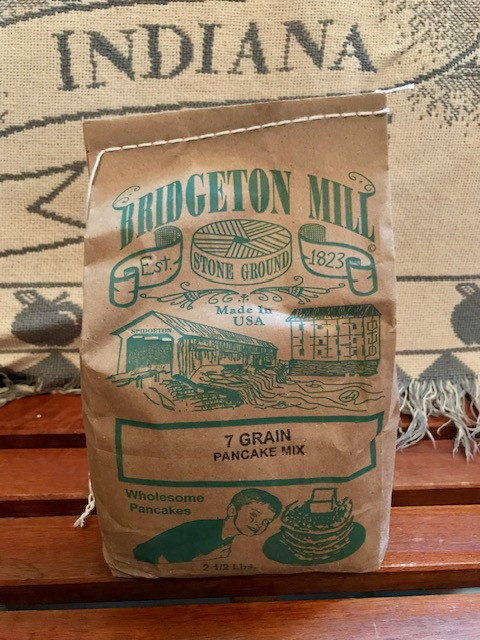 INDIANA
BRIDGETON MILL
Est. 1823
STONE GROUND
Made In
USA
BRIDGETON
7 GRAIN
PANCAKE MIX
Wholesome
Pancakes
2 1/2 Lbs.